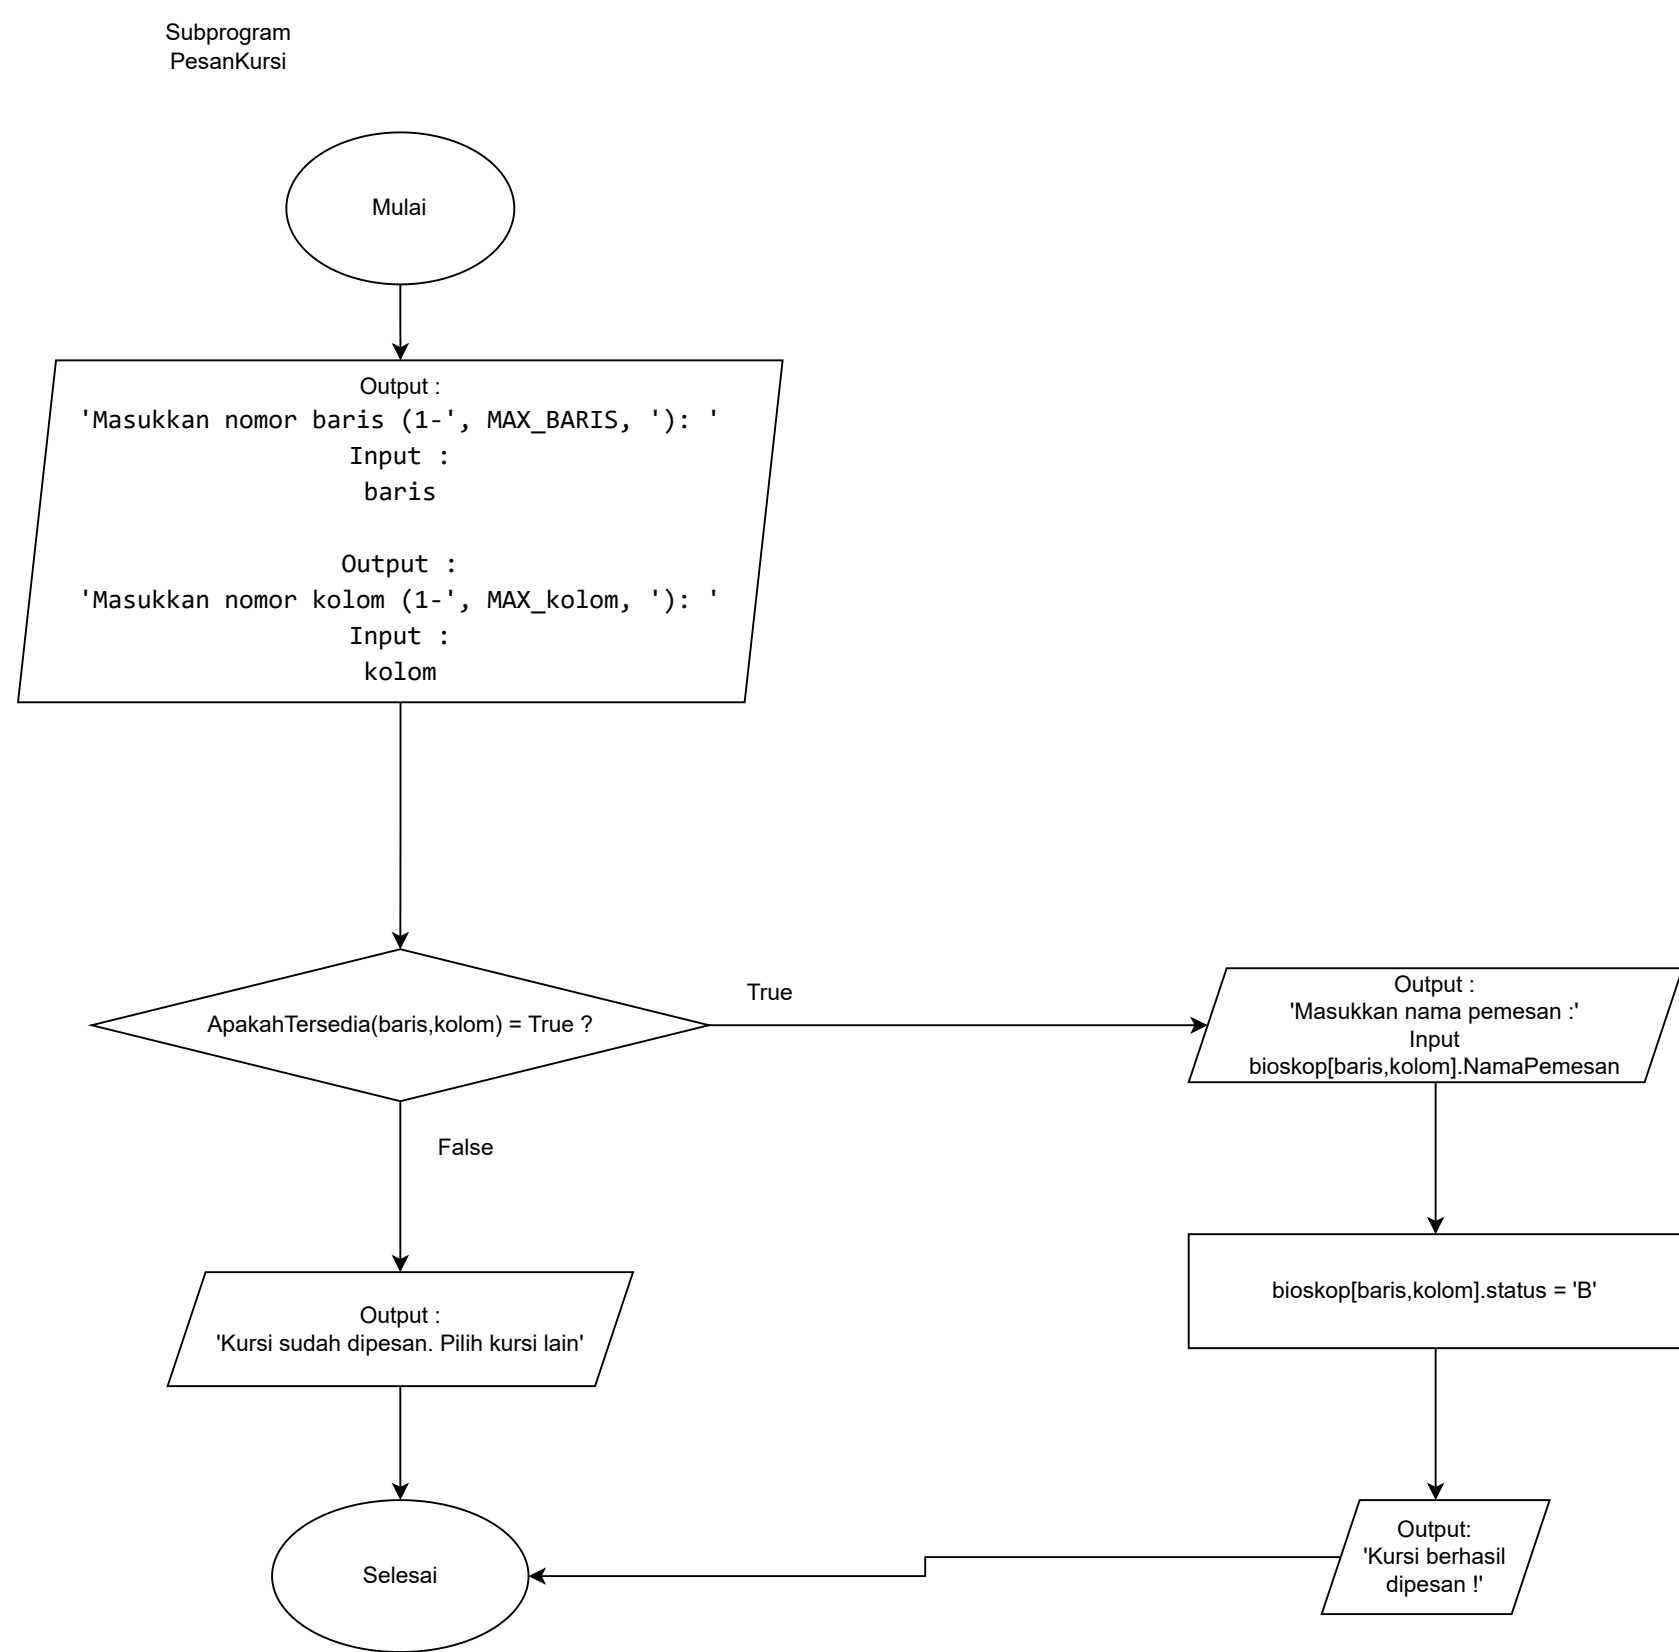 Subprogram
PesanKursi
Mulai
Output :
'Masukkan nomor baris (1-', MAX_BARIS, '): '
Input :
baris
Output :
'Masukkan nomor kolom (1-', MAX_kolom, '): '
Input :
kolom
ApakahTersedia(baris,kolom) = True ?
True
Output :
'Masukkan nama pemesan :'
Input
bioskop[baris,kolom].NamaPemesan
False
bioskop[baris,kolom].status = 'B'
Output :
'Kursi sudah dipesan. Pilih kursi lain'
Output:
'Kursi berhasil
dipesan !'
Selesai